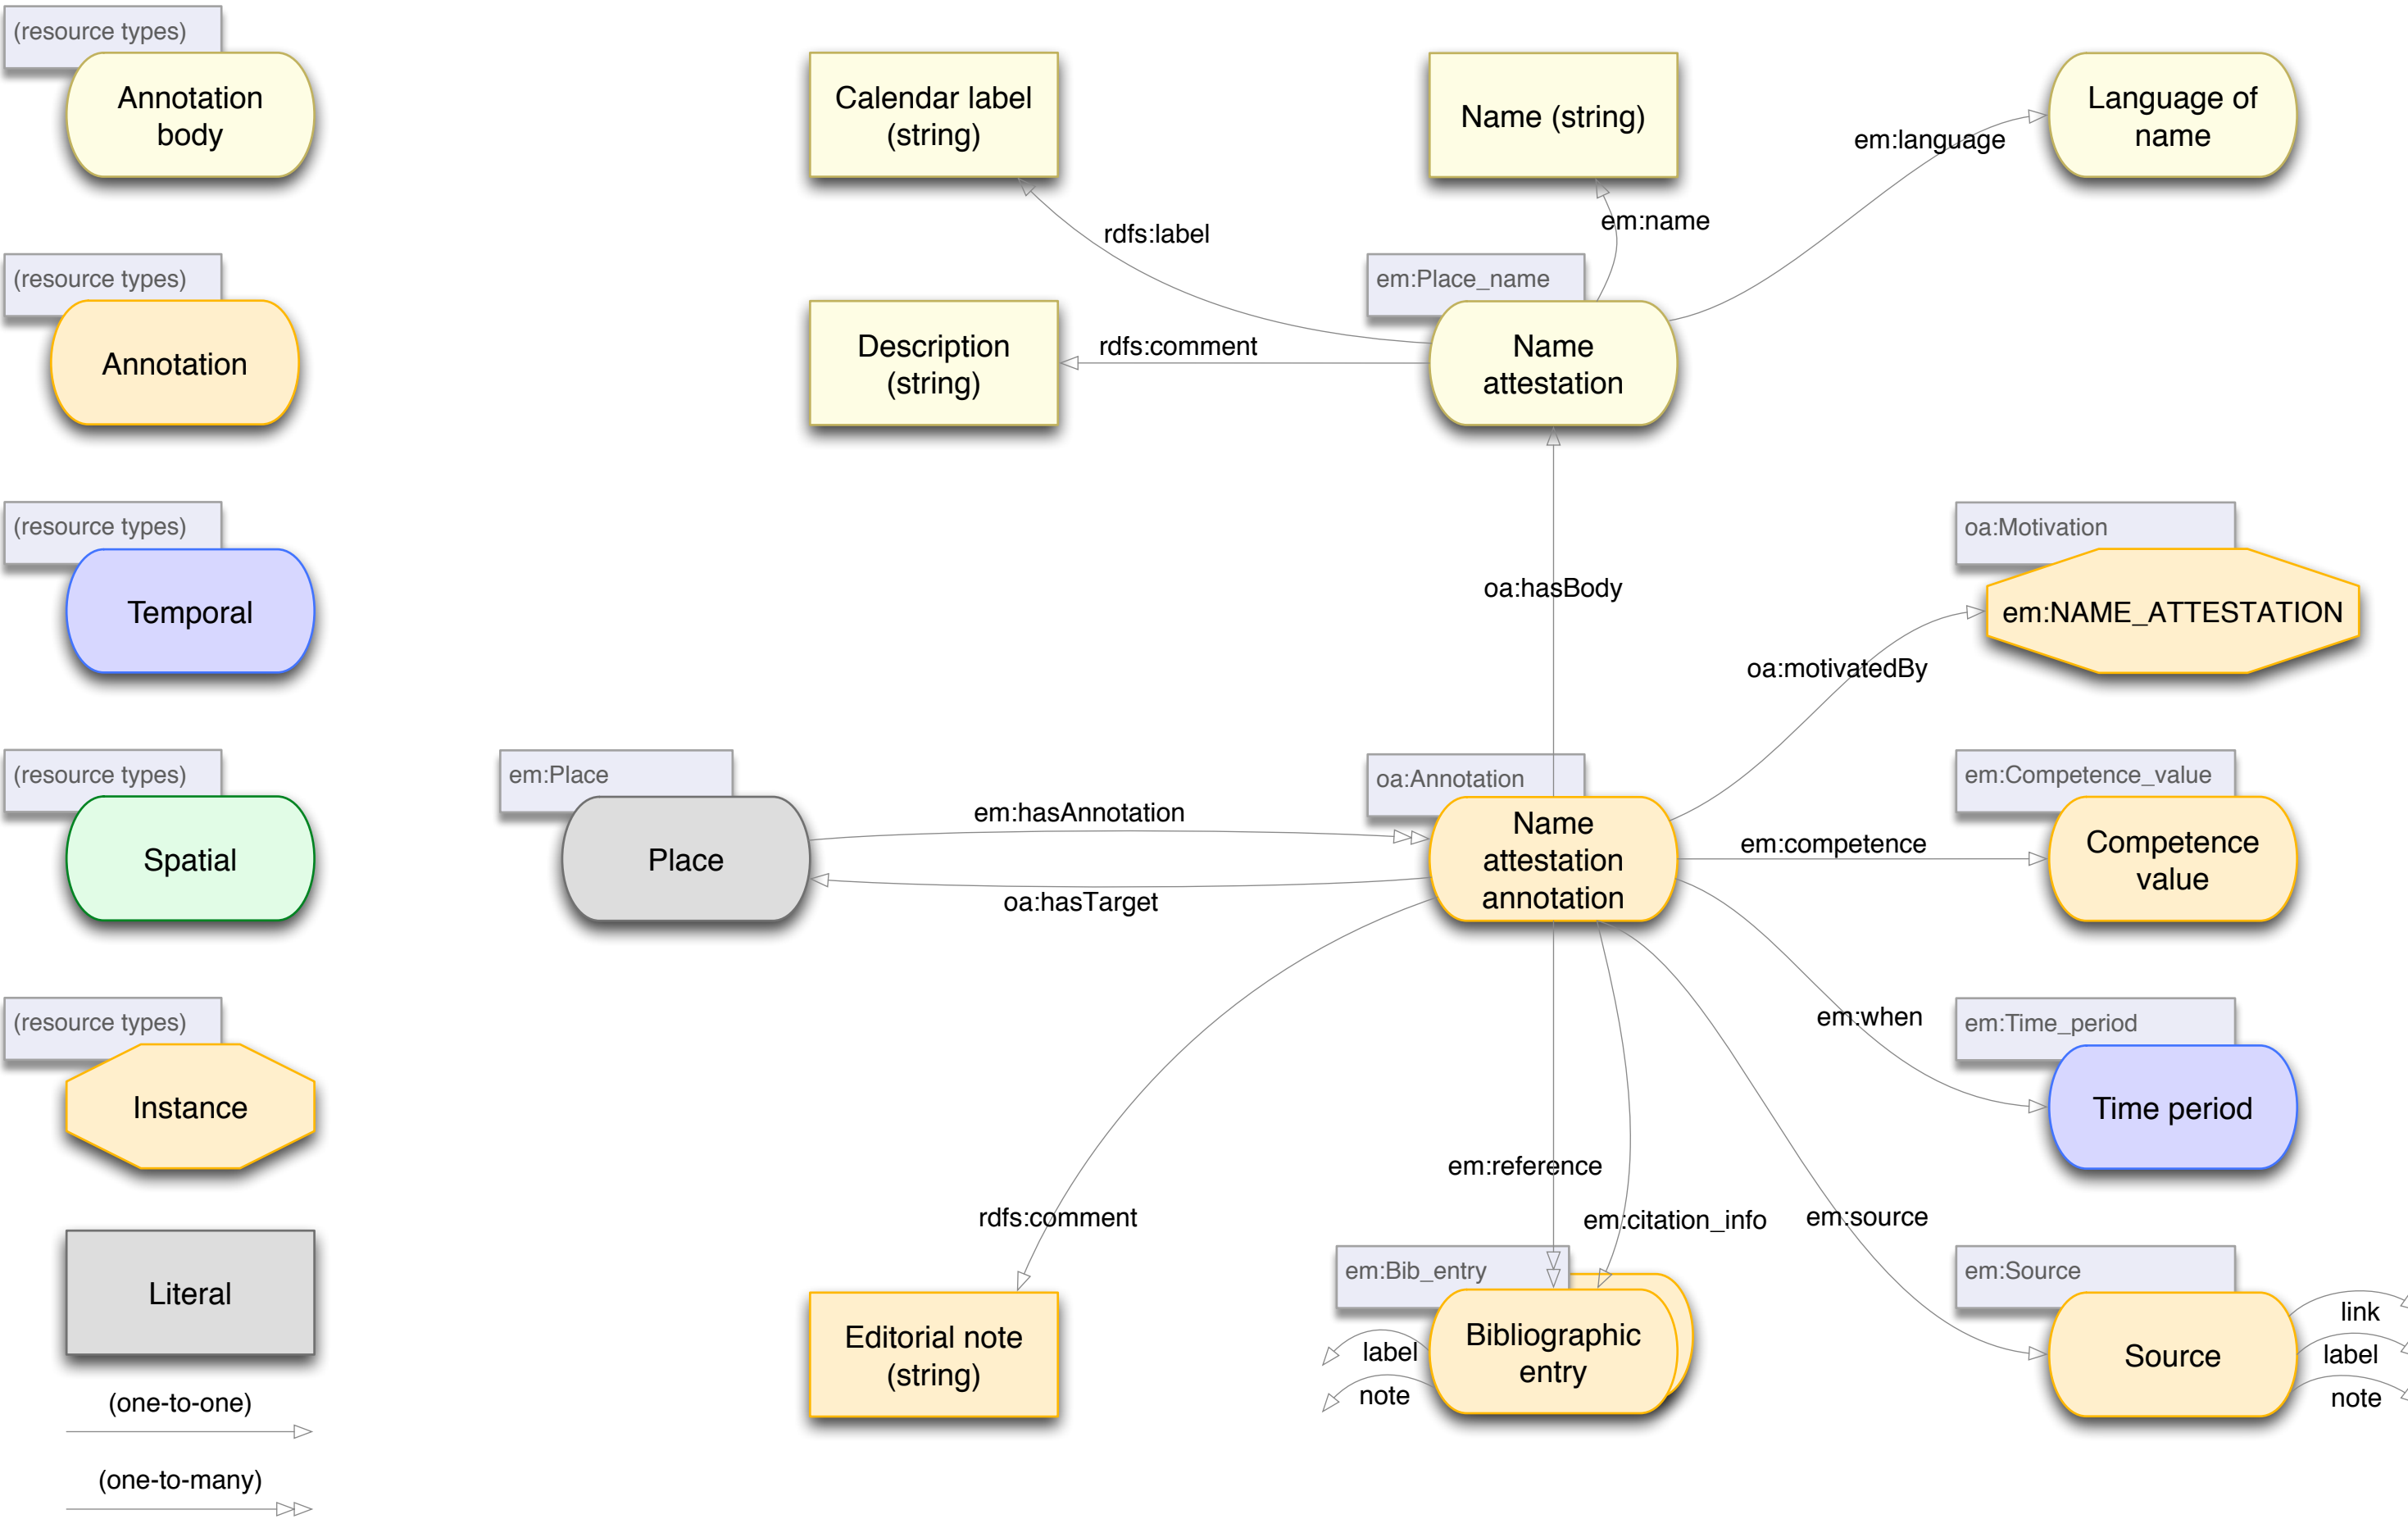 (resource types)
Annotation
body
(resource types)
Annotation
(resource types)
Temporal
(resource types)
Spatial
(resource types)
Instance
Literal
(one-to-one)
(one-to-many)
Calendar label
(string)
Name (string)
Language of
name
em:language
em:name
rdfs:label
em:Place_name
Description
(string)
rdfs:comment
Name
attestation
oa:hasBody
oa:Motivation
em:NAME_ATTESTATION
oa:motivatedBy
em:Place
Place
em:hasAnnotation
oa:hasTarget
oa:Annotation
Name
attestation
annotation
em:competence
em:Competence_value
Competence
value
em:when
em:Time_period
Time period
em:reference
rdfs:comment
em:citation_info
em:source
Editorial note
(string)
em:Bib_entry
Bibliographic
entry
label
note
em:Source
Source
link
label
note